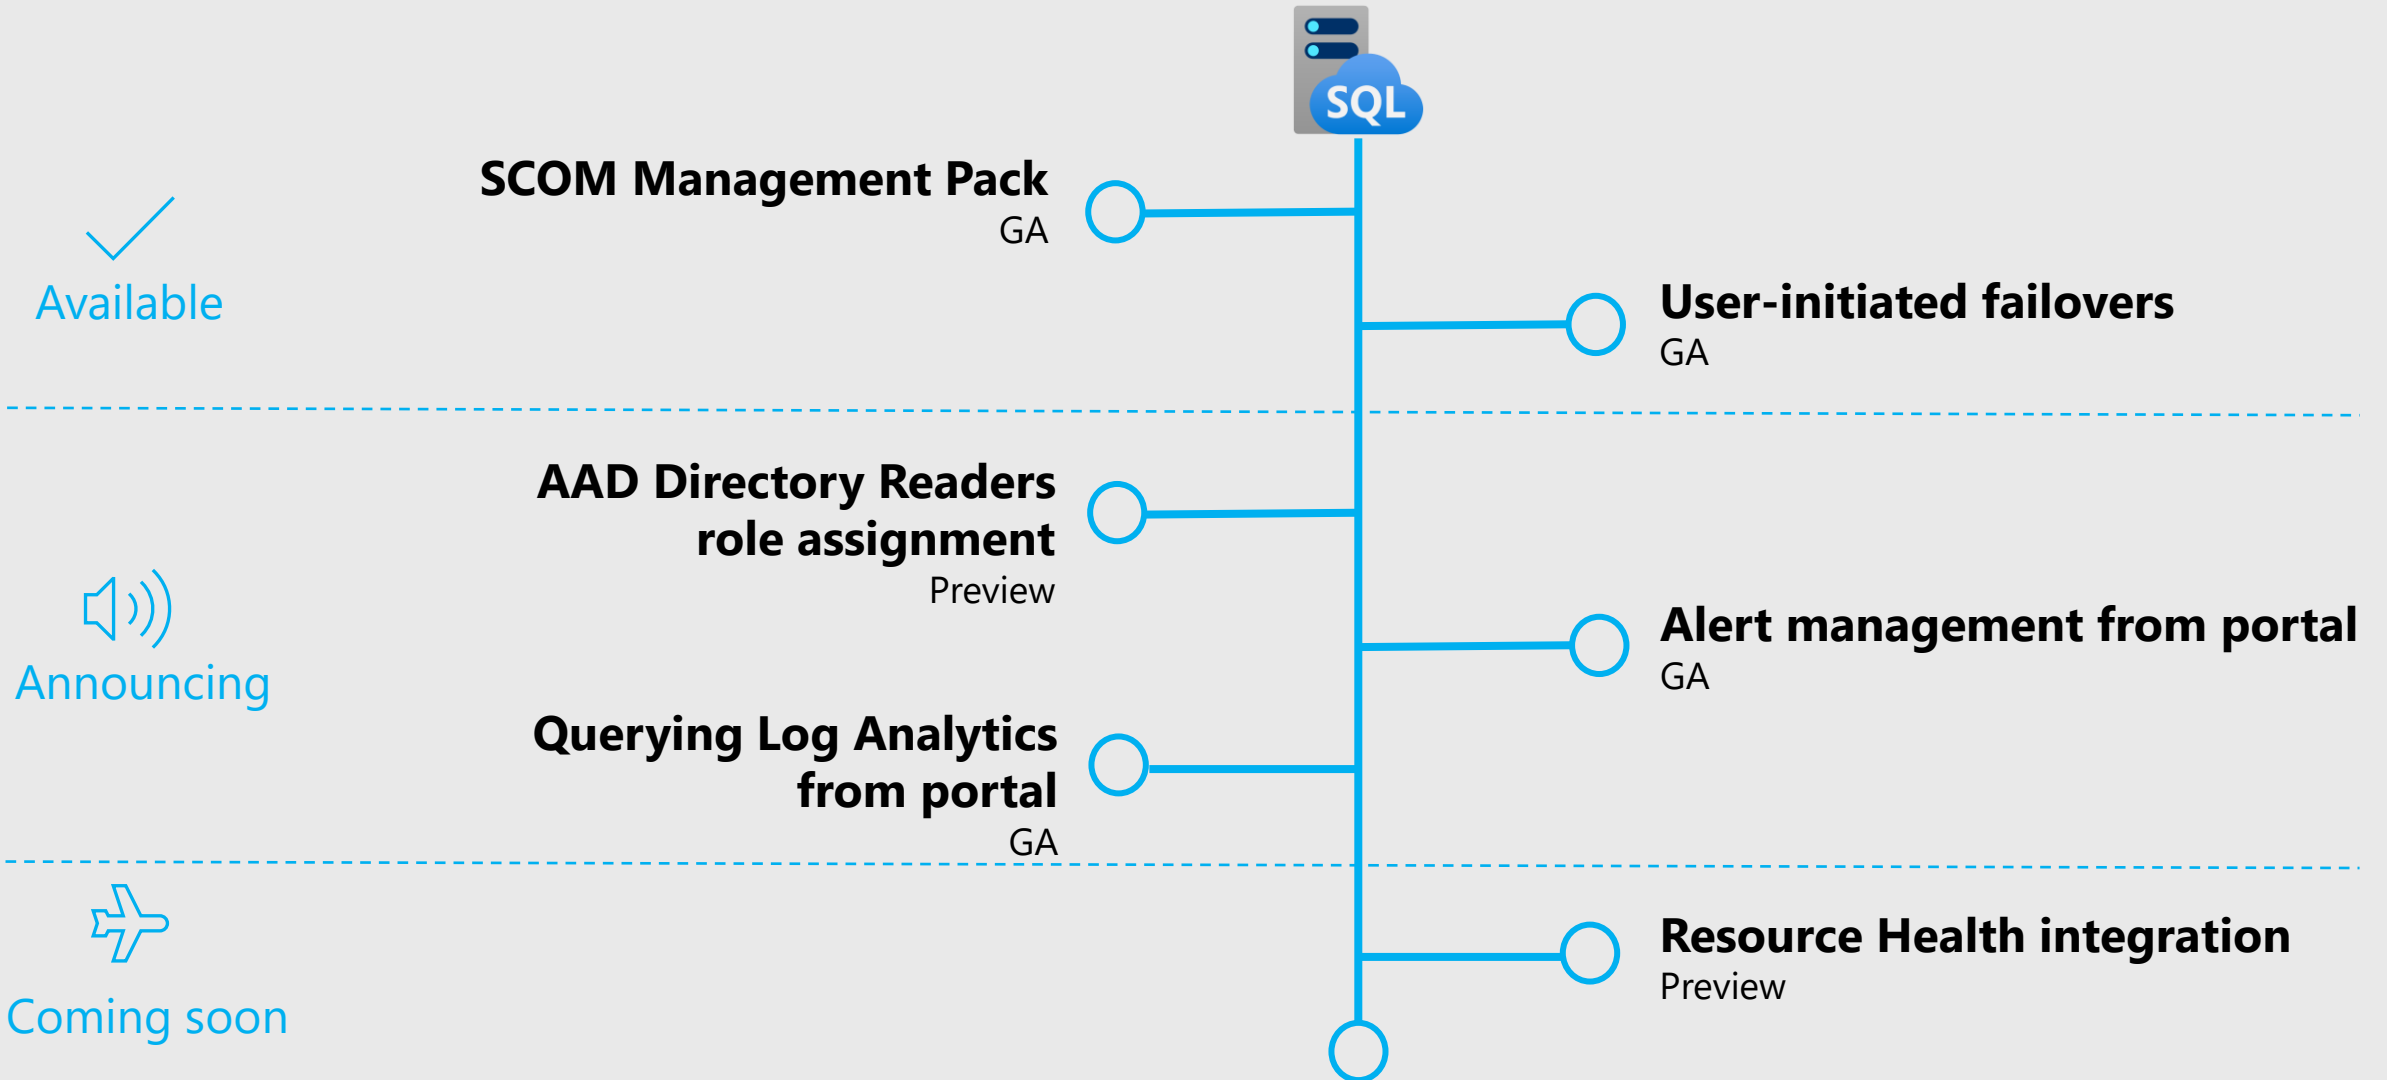 SQL
SCOM Management Pack
GA
Available
User-initiated failovers
GA
AAD Directory Readers
role assignment
Preview
Announcing
Alert management from portal
GA
Querying Log Analytics
from portal
GA
Coming soon
Resource Health integration
Preview